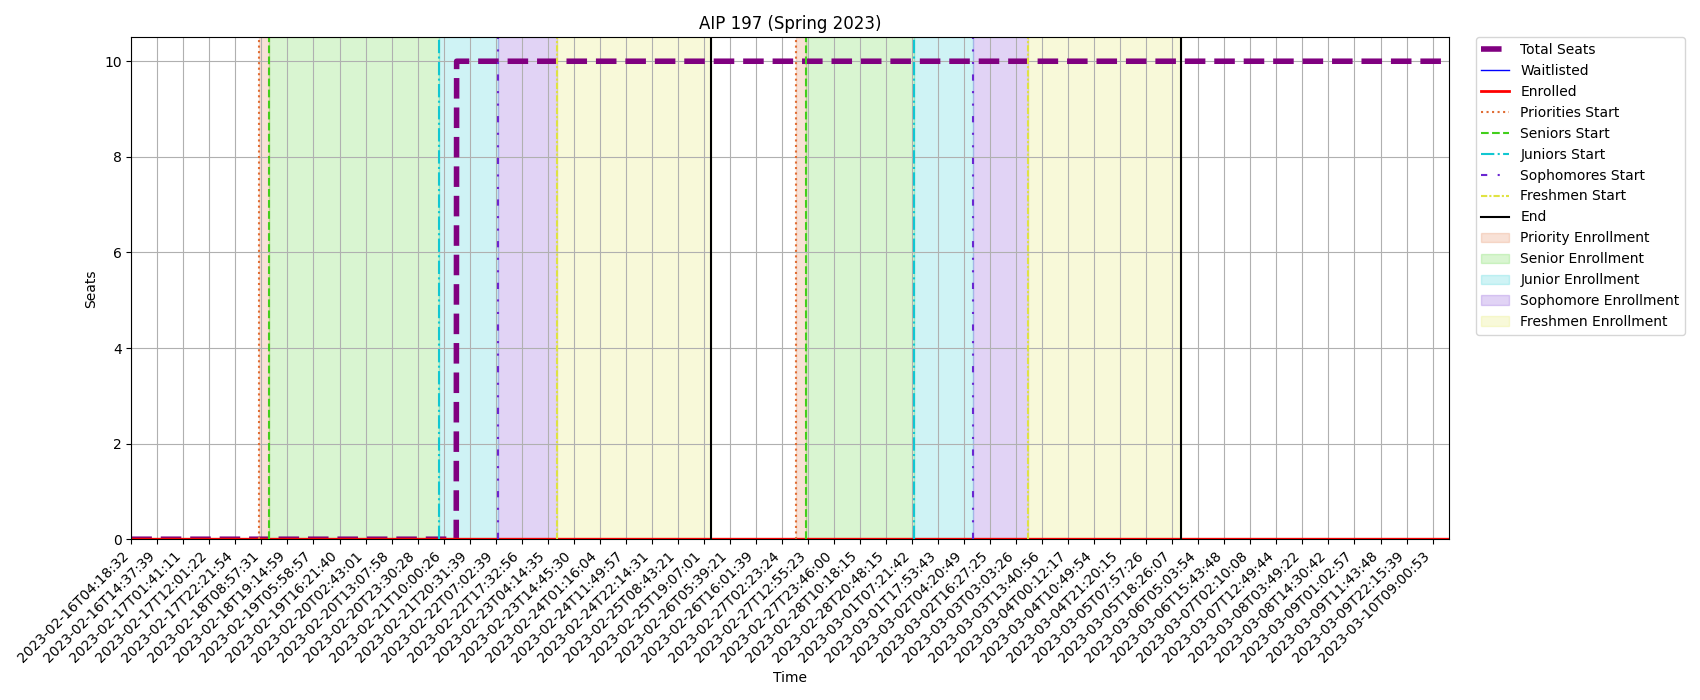 AIP 197 (Spring 2023)
Seats
10
8
6
4
2
0
2023-02-16T04:18:32
2023-02-16T14:37:39
2023-02-17T01:41:11
2023-02-17T12:01:22
2023-02-17T22:21:54
2023-02-18T08:57:31
2023-02-18T19:14:59
2023-02-19T05:58:57
2023-02-19T16:21:40
2023-02-20T02:43:01
2023-02-20T13:07:58
2023-02-20T23:30:28
2023-02-21T10:00:26
2023-02-21T20:31:39
2023-02-22T07:02:39
2023-02-22T17:32:56
2023-02-23T04:14:35
2023-02-23T14:45:30
2023-02-24T01:16:04
2023-02-24T11:49:57
2023-02-24T22:14:31
2023-02-25T08:43:21
2023-02-25T19:07:01
2023-02-26T05:39:21
2023-02-26T16:01:39
2023-02-27T02:23:24
2023-02-27T12:55:23
2023-02-27T23:46:00
2023-02-28T10:18:15
2023-02-28T20:48:15
2023-03-01T07:21:42
2023-03-01T17:53:43
2023-03-02T04:20:49
2023-03-02T16:27:25
2023-03-03T03:03:26
2023-03-03T13:40:56
2023-03-04T00:12:17
2023-03-04T10:49:54
2023-03-04T21:20:15
2023-03-05T07:57:26
2023-03-05T18:26:07
2023-03-06T05:03:54
2023-03-06T15:43:48
2023-03-07T02:10:08
2023-03-07T12:49:44
2023-03-08T03:49:22
2023-03-08T14:30:42
2023-03-09T01:02:57
2023-03-09T11:43:48
2023-03-09T22:15:39
2023-03-10T09:00:53
Time
Total Seats
Waitlisted
Enrolled
Priorities Start
Seniors Start
Juniors Start
Sophomores Start
Freshmen Start
End
Priority Enrollment
Senior Enrollment
Junior Enrollment
Sophomore Enrollment
Freshmen Enrollment